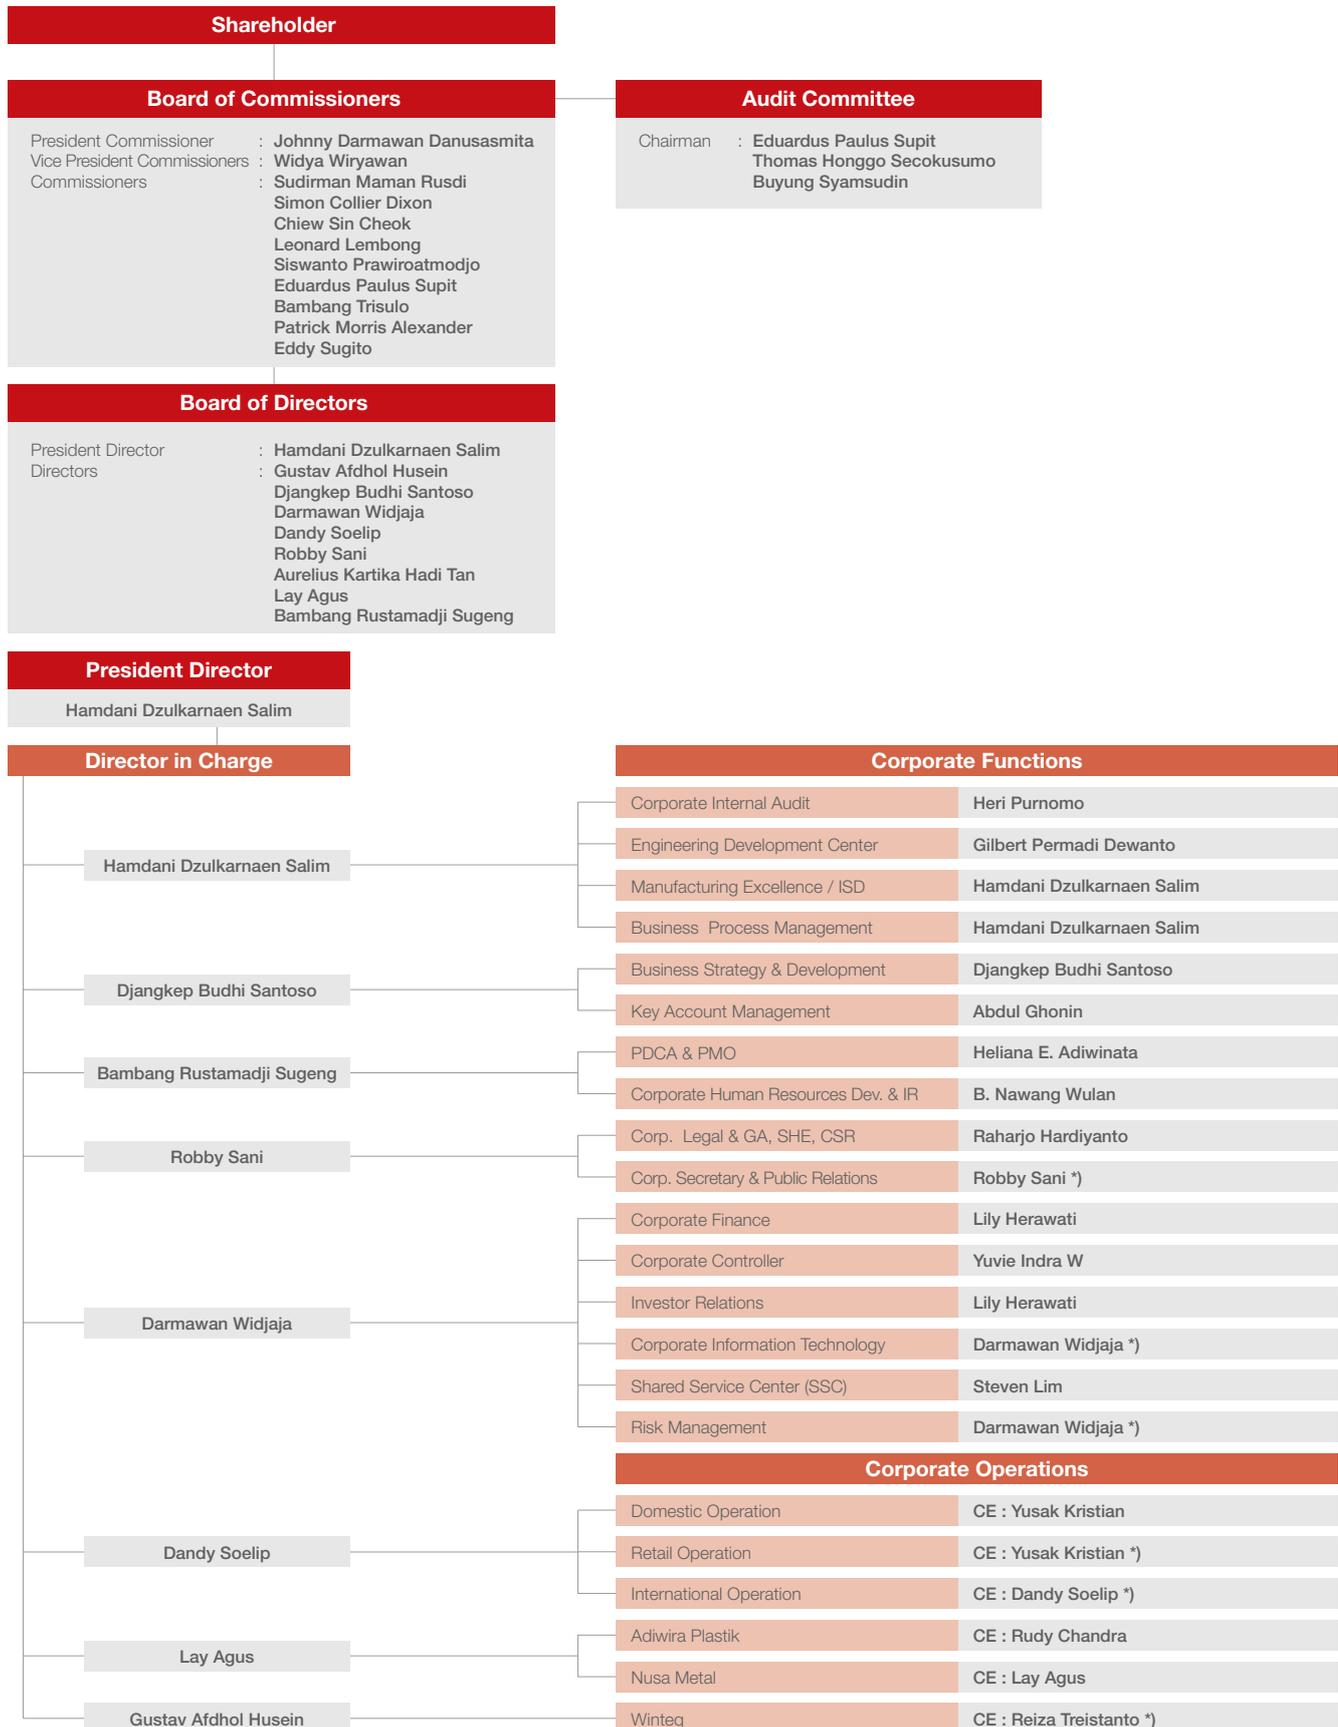 Shareholder
Board of Commissioners
President Commissioner : Johnny Darmawan Danusasmita
Vice President Commissioners : Widya Wiryawan
Commissioners : Sudirman Maman Rusdi
Simon Collier Dixon
Chiew Sin Cheok
Leonard Lembong
Siswanto Prawiroatmodjo
Eduardus Paulus Supit
Bambang Trisulo
Patrick Morris Alexander
Eddy Sugito
Audit Committee
Chairman : Eduardus Paulus Supit
Thomas Honggo Secokusumo
Buyung Syamsudin
Board of Directors
President Director : Hamdani Dzulkarnaen Salim
Directors : Gustav Afdhol Husein
Djangkep Budhi Santoso
Darmawan Widjaja
Dandy Soelip
Robby Sani
Aurelius Kartika Hadi Tan
Lay Agus
Bambang Rustamadji Sugeng
President Director
Hamdani Dzulkarnaen Salim
Director in Charge
Hamdani Dzulkarnaen Salim
Djangkep Budhi Santoso
Bambang Rustamadji Sugeng
Robby Sani
Darmawan Widjaja
Dandy Soelip
Lay Agus
Gustav Afdhol Husein
Corporate Functions
Corporate Internal Audit Heri Purnomo
Engineering Development Center Gilbert Permadi Dewanto
Manufacturing Excellence / ISD Hamdani Dzulkarnaen Salim
Business Process Management Hamdani Dzulkarnaen Salim
Business Strategy & Development Djangkep Budhi Santoso
Key Account Management Abdul Ghonin
PDCA & PMO Heliana E. Adiwinata
Corporate Human Resources Dev. & IR B. Nawang Wulan
Corp. Legal & GA, SHE, CSR Raharjo Hardiyanto
Corp. Secretary & Public Relations Robby Sani *)
Corporate Finance Lily Herawati
Corporate Controller Yuvie Indra W
Investor Relations Lily Herawati
Corporate Information Technology Darmawan Widjaja *)
Shared Service Center (SSC) Steven Lim
Risk Management Darmawan Widjaja *)
Corporate Operations
Domestic Operation CE : Yusak Kristian
Retail Operation CE : Yusak Kristian *)
International Operation CE : Dandy Soelip *)
Adiwira Plastik CE : Rudy Chandra
Nusa Metal CE : Lay Agus
Winteq CE : Reiza Treistanto *)